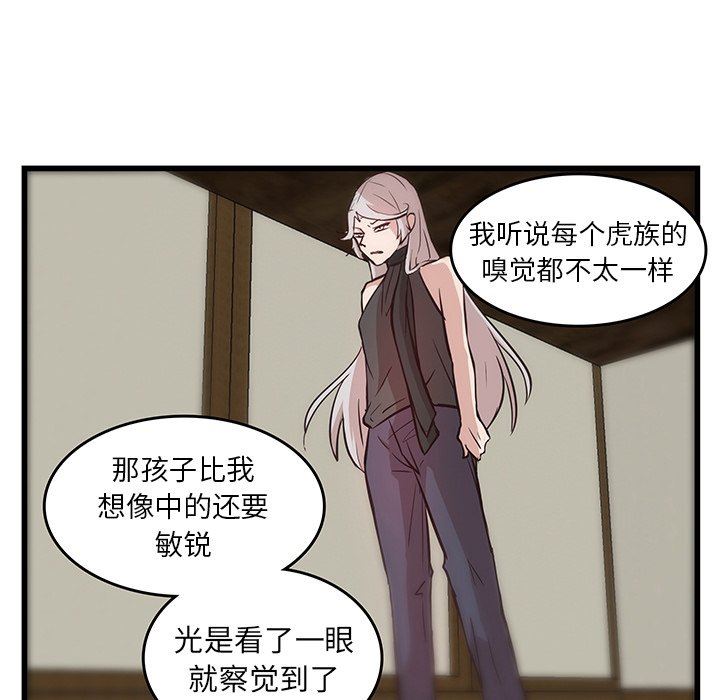 我听说每个虎族的
嗅觉都不太一样
那孩子比我
想像中的还要
敏锐
光是看了一眼
就察觉到了